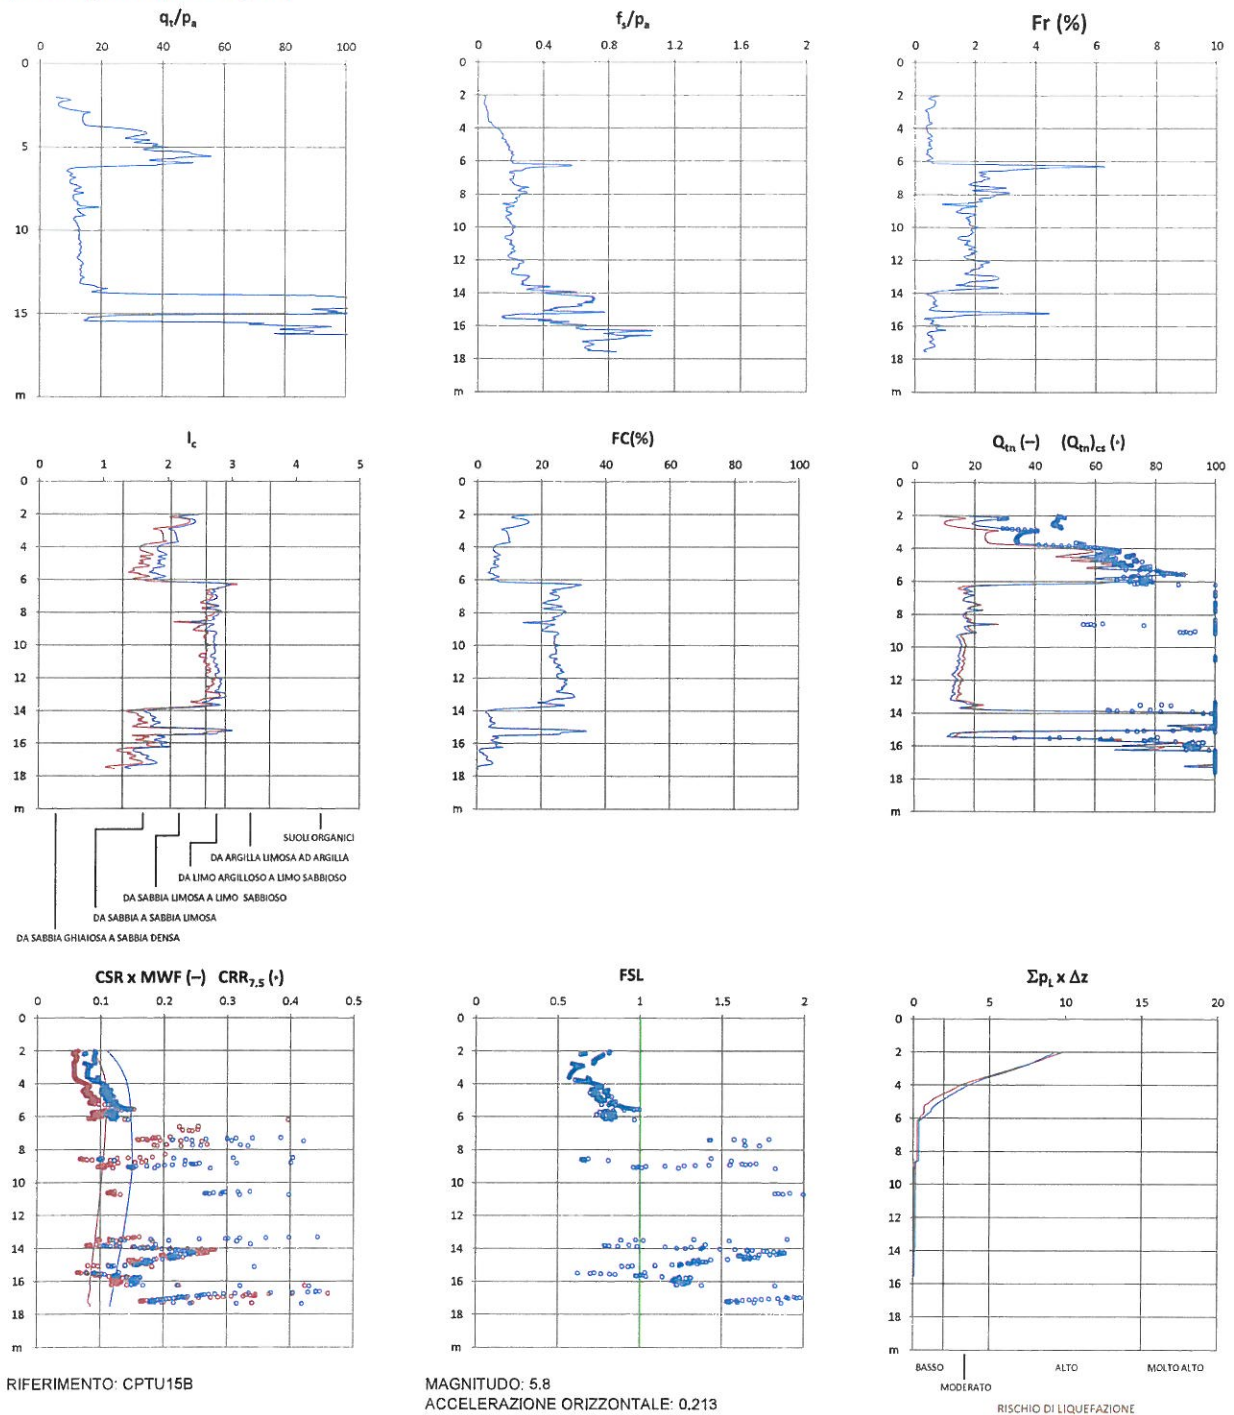 qt/pa
0 20 40 60 80 100
0
5
10
15
m
fs/pa
0 0.4 0.8 1.2 1.6 2
0
2
4
6
8
10
12
14
16
18
m
Fr (%)
0 2 4 6 8 10
0
2
4
6
8
10
12
14
16
18
m
Ic
0 1 2 3 4 5
0
2
4
6
8
10
12
14
16
18
m
SUOLI ORGANICI
DA ARGILLA LIMOSA AD ARGILLA
DA LIMO ARGILLOSO A LIMO SABBIOSO
DA SABBIA LIMOSA A LIMO SABBIOSO
DA SABBIA A SABBIA LIMOSA
DA SABBIA GHIAIOSA A SABBIA DENSA
FC(%)
0 20 40 60 80 100
0
2
4
6
8
10
12
14
16
18
m
Qtn (–) (Qtn)cs (•)
0 20 40 60 80 100
0
2
4
6
8
10
12
14
16
18
m
CSR x MWF (–) CRR7.5 (•)
0 0.1 0.2 0.3 0.4 0.5
0
2
4
6
8
10
12
14
16
18
m
FSL
0 0.5 1 1.5 2
0
2
4
6
8
10
12
14
16
18
m
ΣpL x Δz
0 5 10 15 20
0
2
4
6
8
10
12
14
16
18
m
BASSO ALTO MOLTO ALTO
MODERATO
RISCHIO DI LIQUEFAZIONE
RIFERIMENTO: CPTU15B
MAGNITUDO: 5.8
ACCELERAZIONE ORIZZONTALE: 0.213